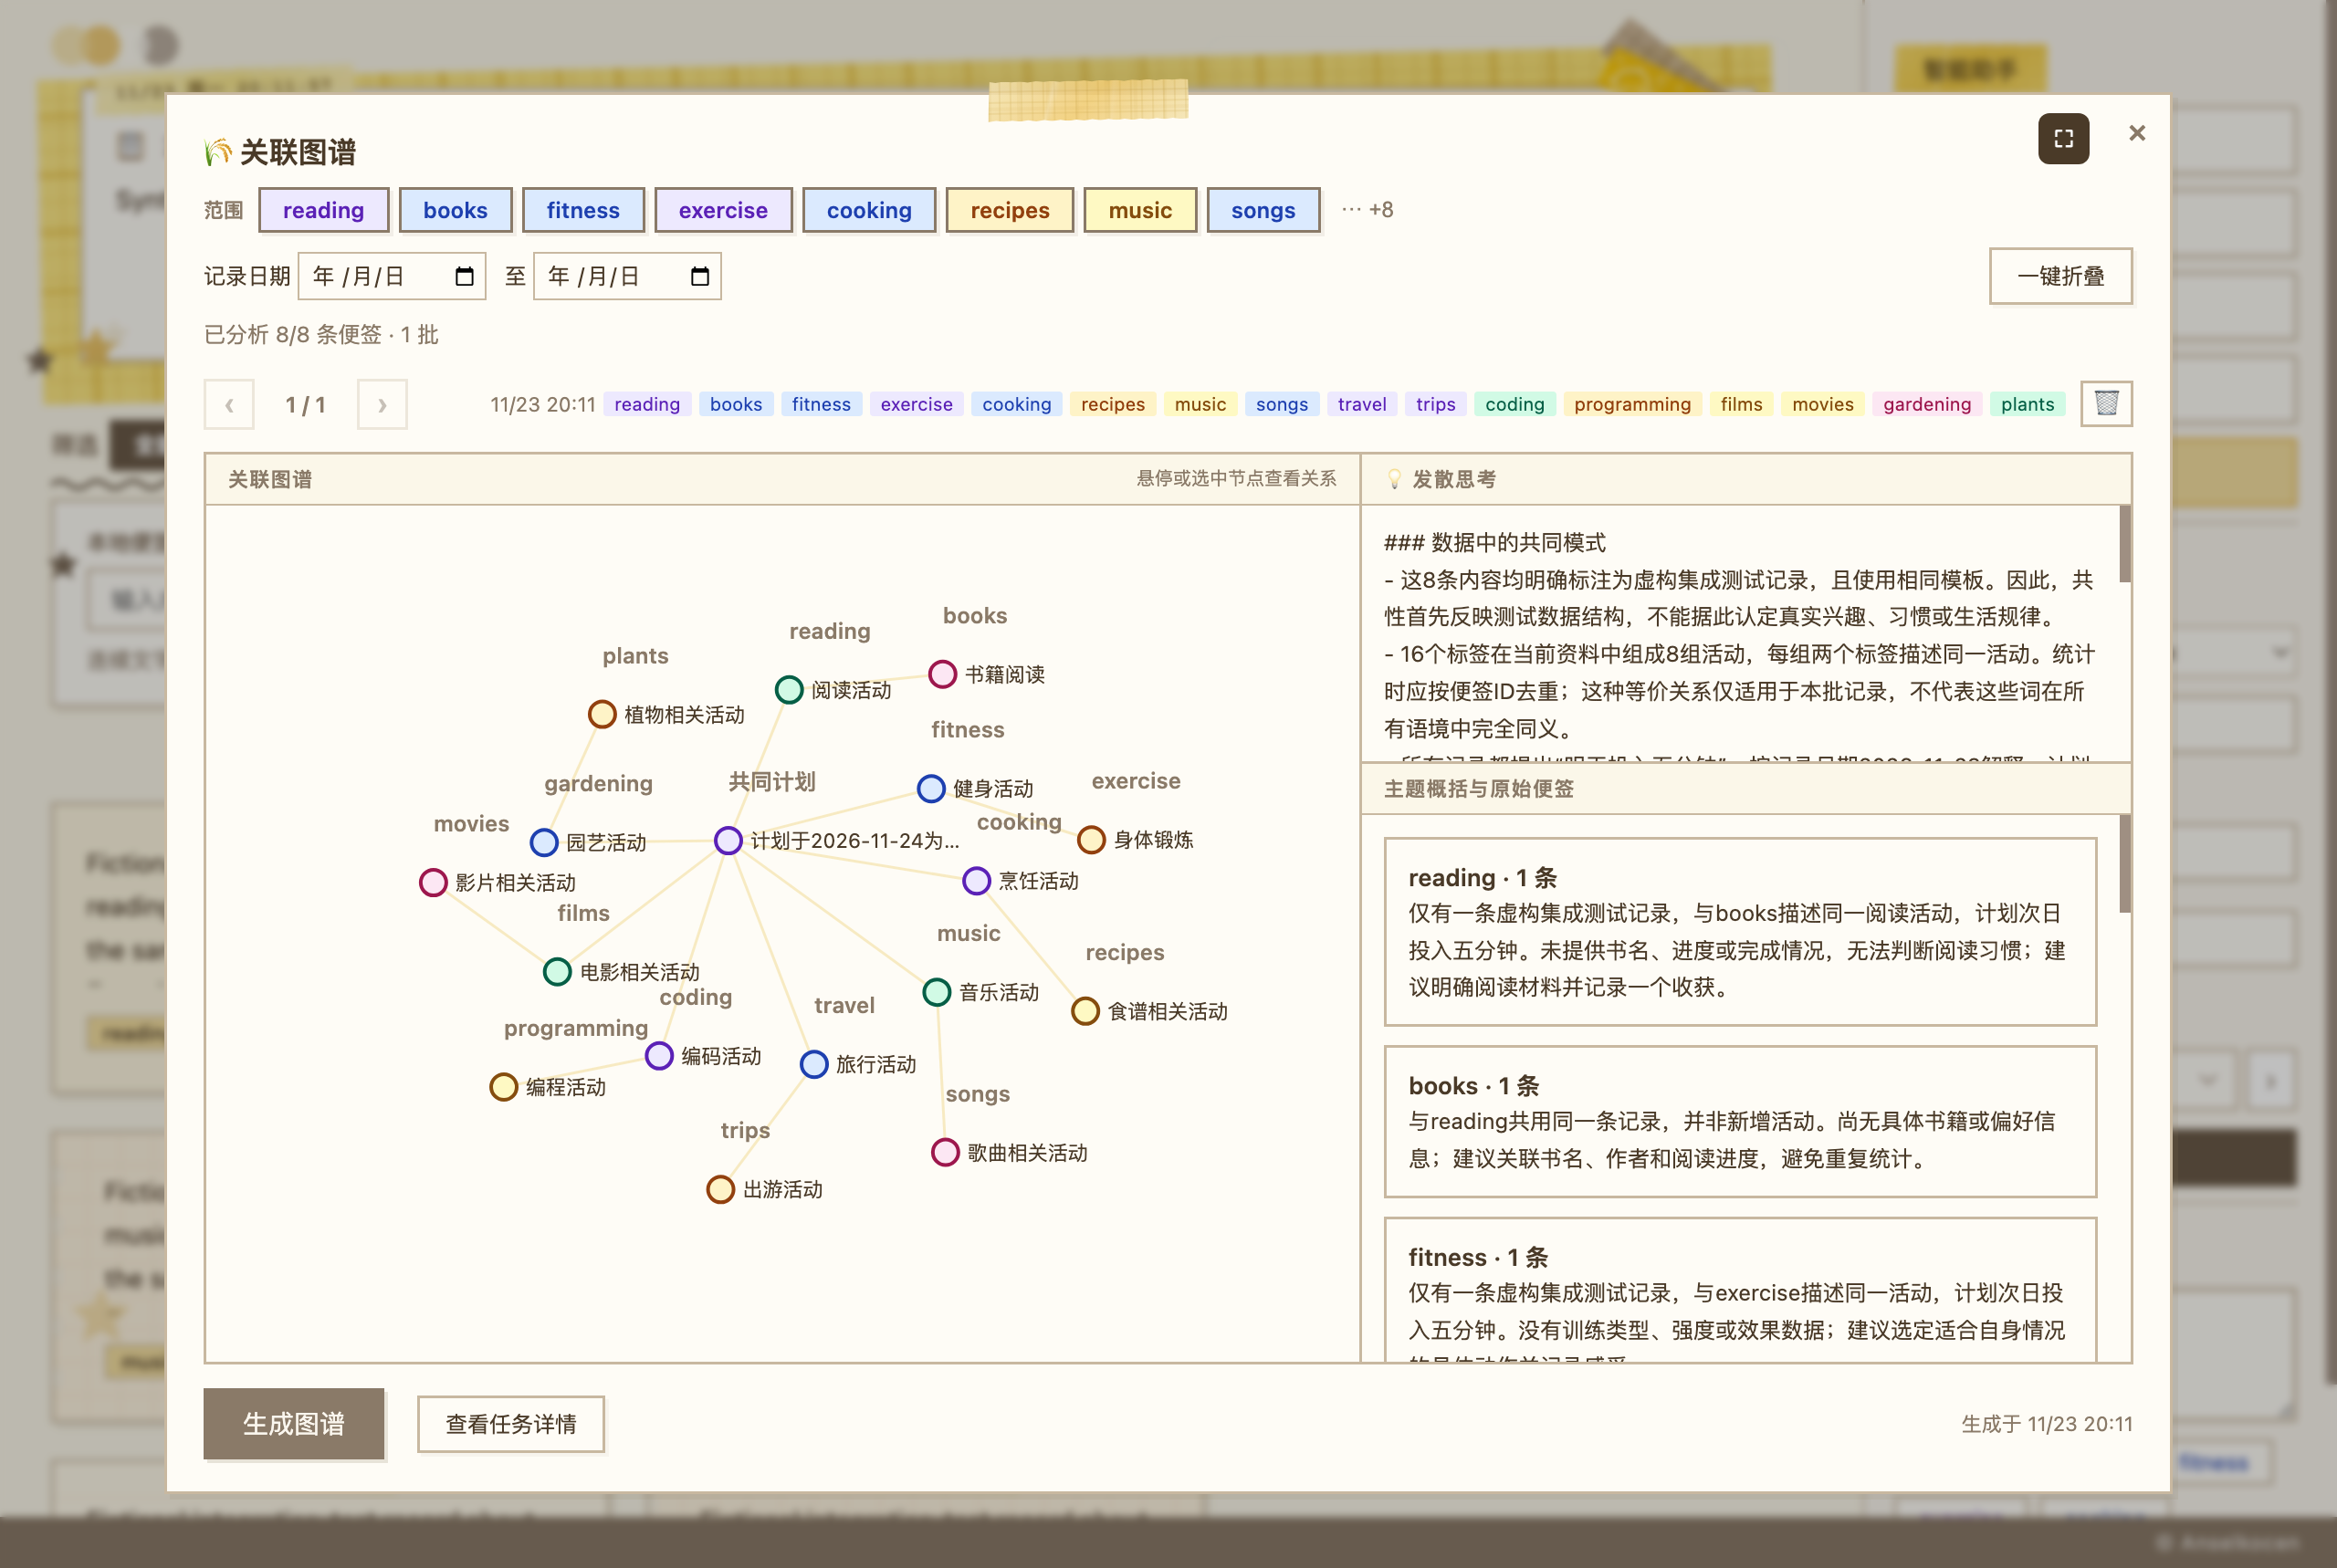 关联图谱
范围 reading books fitness exercise cooking recipes music songs ··· +8
记录日期 年 /月/日 至 年 /月/日 一键折叠
已分析 8/8 条便签 · 1 批
‹ 1 / 1 › 11/23 20:11 reading books fitness exercise cooking recipes music songs travel trips coding programming films movies gardening plants
关联图谱 悬停或选中节点查看关系
books
reading
plants
书籍阅读
阅读活动
植物相关活动
fitness
gardening
共同计划
exercise
健身活动
movies
cooking
园艺活动
计划于2026-11-24为...
身体锻炼
影片相关活动
烹饪活动
films
music
recipes
电影相关活动
coding
travel
音乐活动
食谱相关活动
programming
编码活动
旅行活动
编程活动
songs
trips
歌曲相关活动
出游活动
发散思考
### 数据中的共同模式
- 这8条内容均明确标注为虚构集成测试记录，且使用相同模板。因此，共
性首先反映测试数据结构，不能据此认定真实兴趣、习惯或生活规律。
- 16个标签在当前资料中组成8组活动，每组两个标签描述同一活动。统计
时应按便签ID去重；这种等价关系仅适用于本批记录，不代表这些词在所
有语境中完全同义。
主题概括与原始便签
reading · 1 条
仅有一条虚构集成测试记录，与books描述同一阅读活动，计划次日
投入五分钟。未提供书名、进度或完成情况，无法判断阅读习惯；建
议明确阅读材料并记录一个收获。
books · 1 条
与reading共用同一条记录，并非新增活动。尚无具体书籍或偏好信
息；建议关联书名、作者和阅读进度，避免重复统计。
fitness · 1 条
仅有一条虚构集成测试记录，与exercise描述同一活动，计划次日投
入五分钟。没有训练类型、强度或效果数据；建议选定适合自身情况
生成图谱 查看任务详情 生成于 11/23 20:11
智能助手
fitness